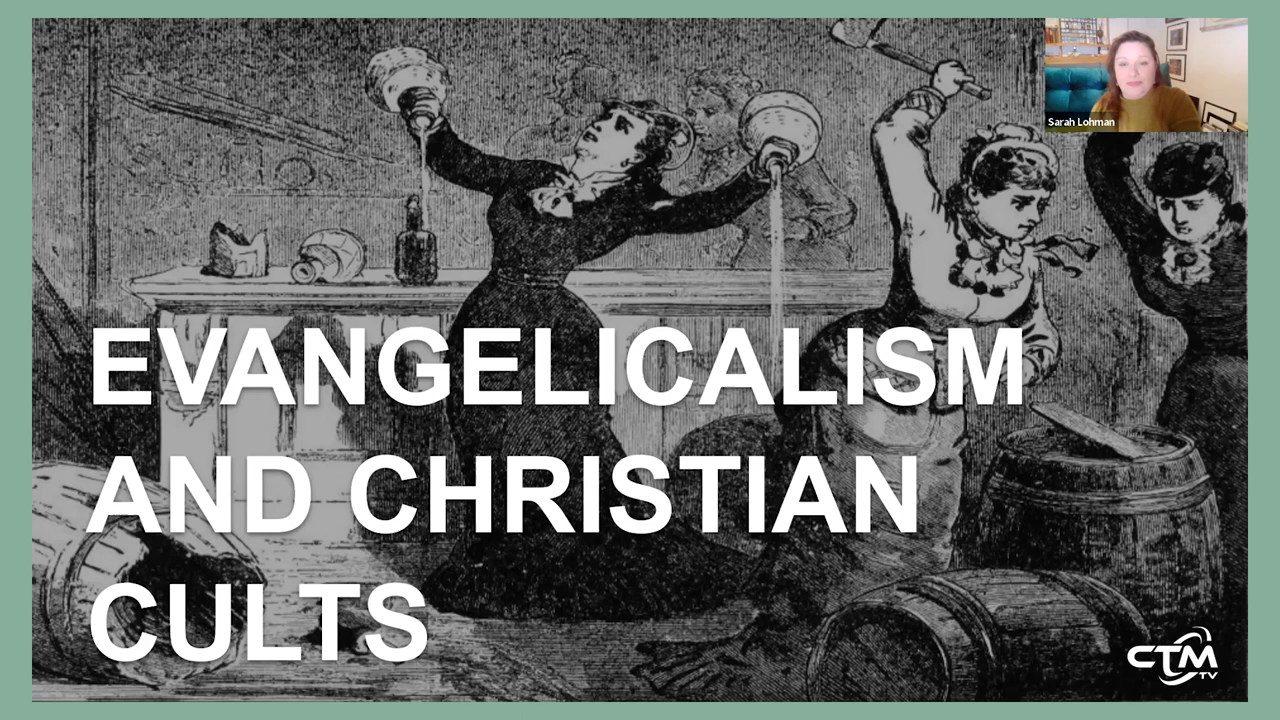 Sarah Lohman
EVANGELICALISM
AND CHRISTIAN
CULTS
CTM
TV